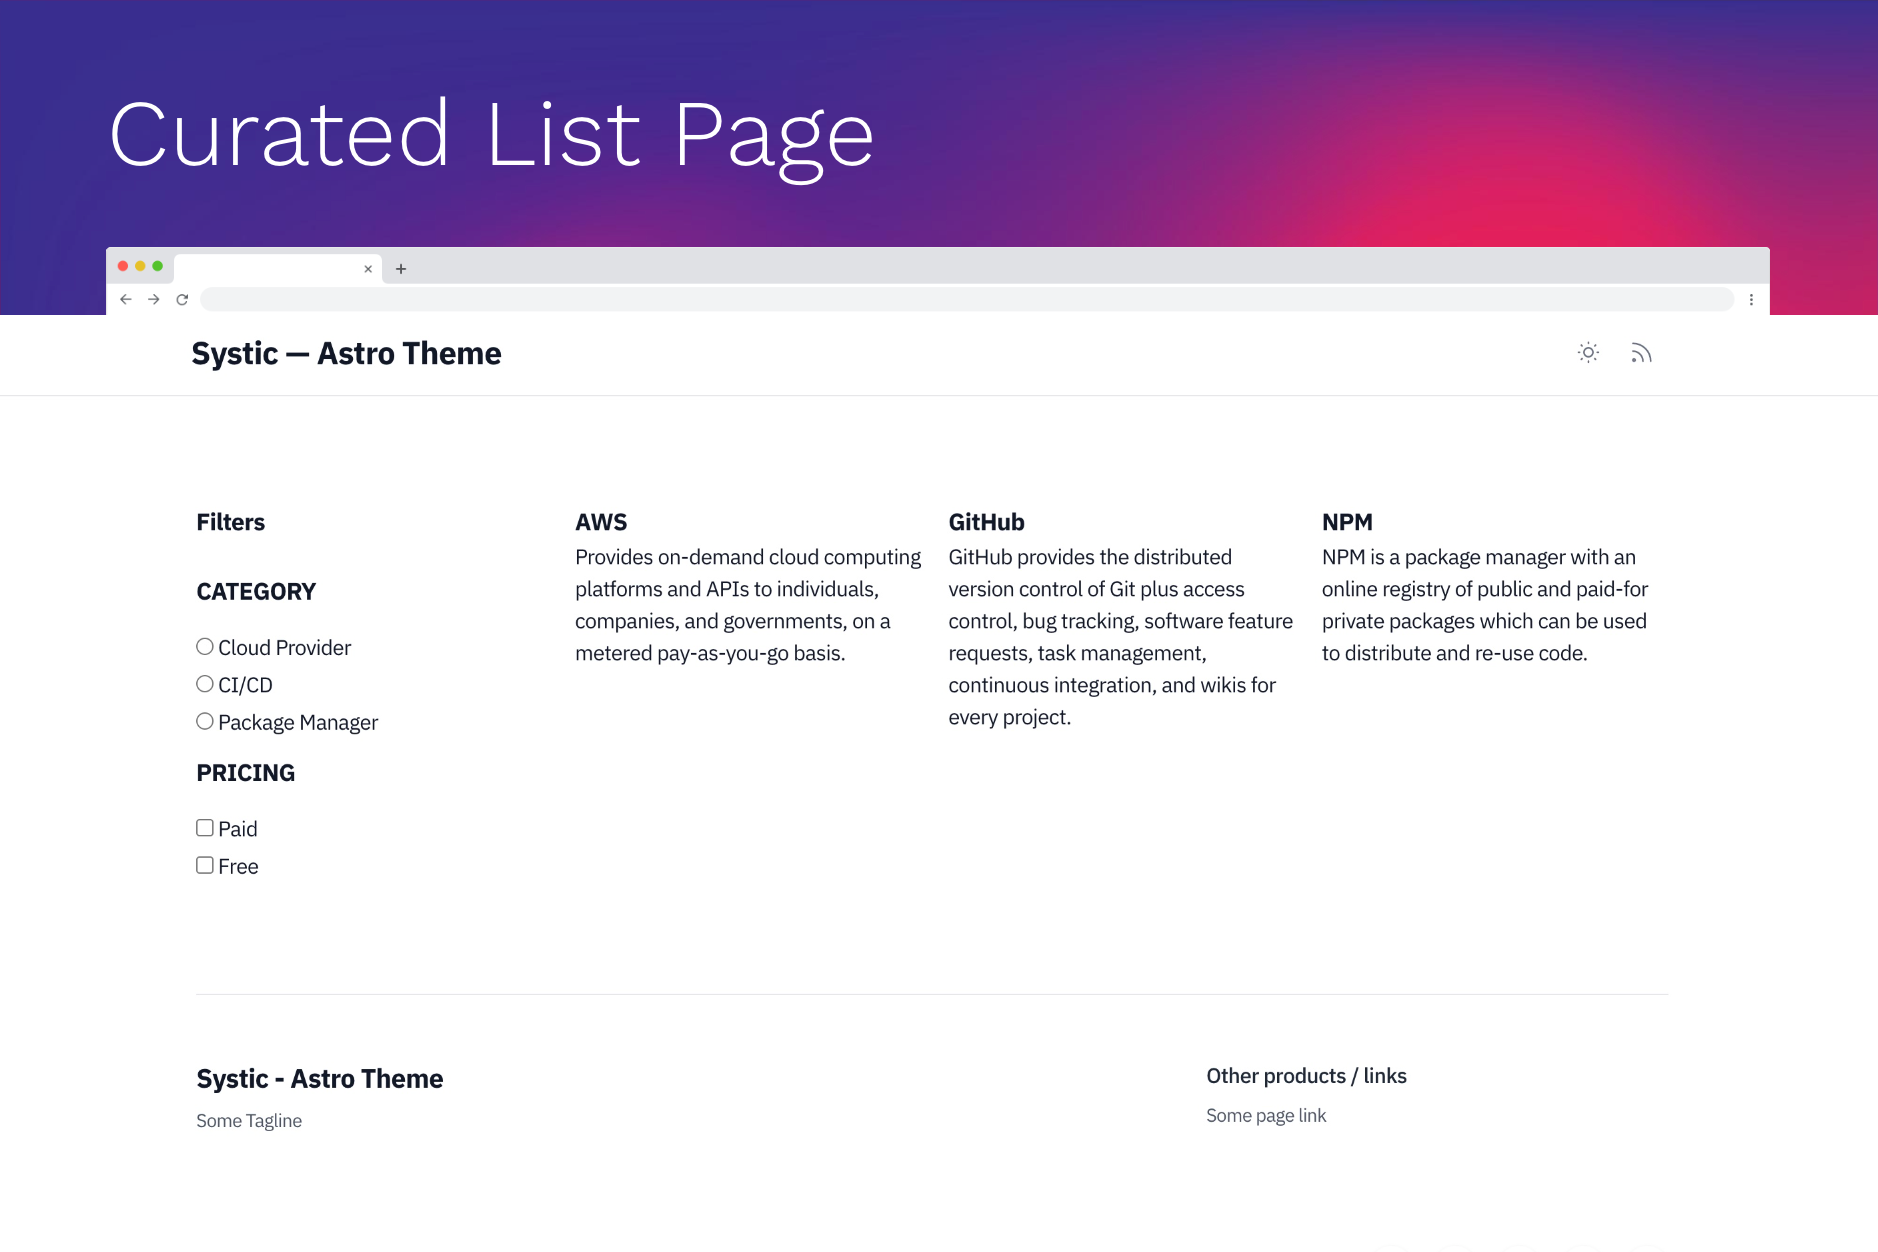 Curated List Page
Systic — Astro Theme
Filters
CATEGORY
Cloud Provider
CI/CD
Package Manager
PRICING
Paid
Free
AWS
Provides on-demand cloud computing
platforms and APIs to individuals,
companies, and governments, on a
metered pay-as-you-go basis.
GitHub
GitHub provides the distributed
version control of Git plus access
control, bug tracking, software feature
requests, task management,
continuous integration, and wikis for
every project.
NPM
NPM is a package manager with an
online registry of public and paid-for
private packages which can be used
to distribute and re-use code.
Systic - Astro Theme
Some Tagline
Other products / links
Some page link